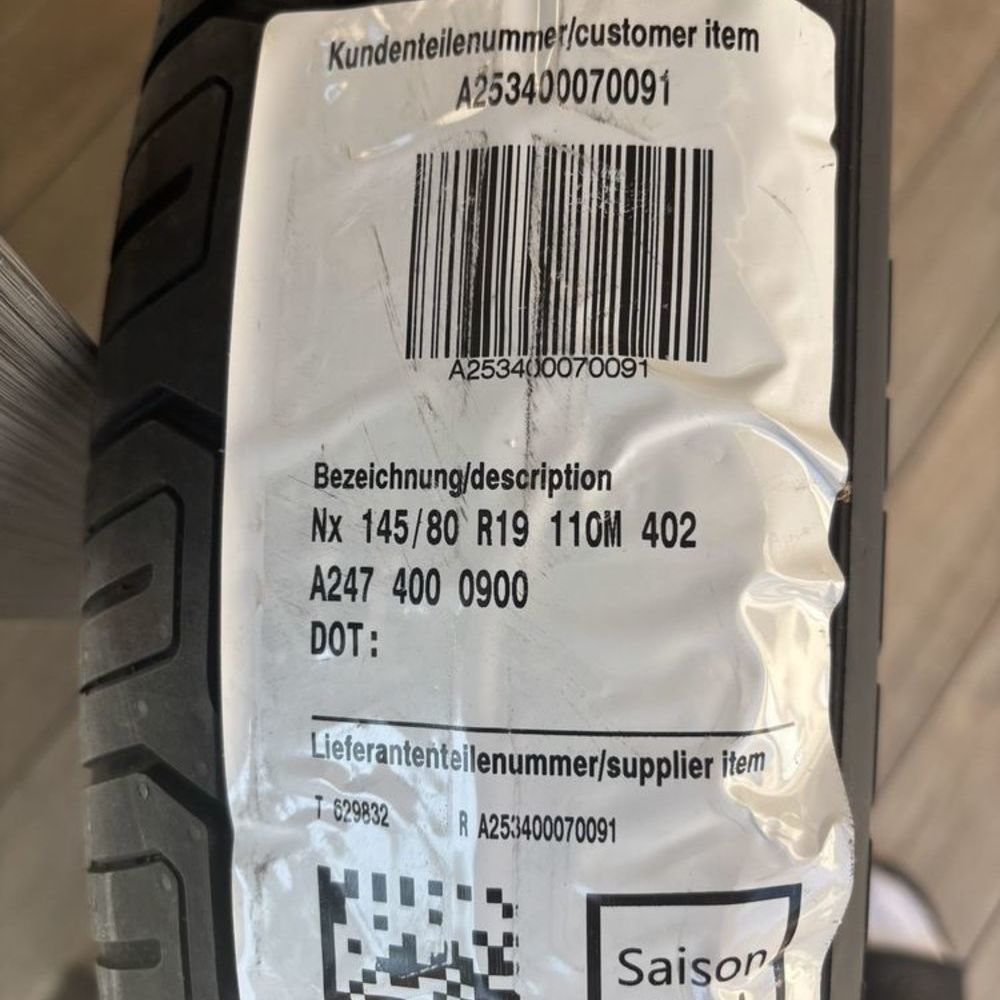 Kundenteilenummer/customer item
A253400070091
A253400070091
Bezeichnung/description
Nx 145/80 R19 110M 402
A247 400 0900
DOT:
Lieferantenteilenummer/supplier item
T 629832 R A253400070091
Saison